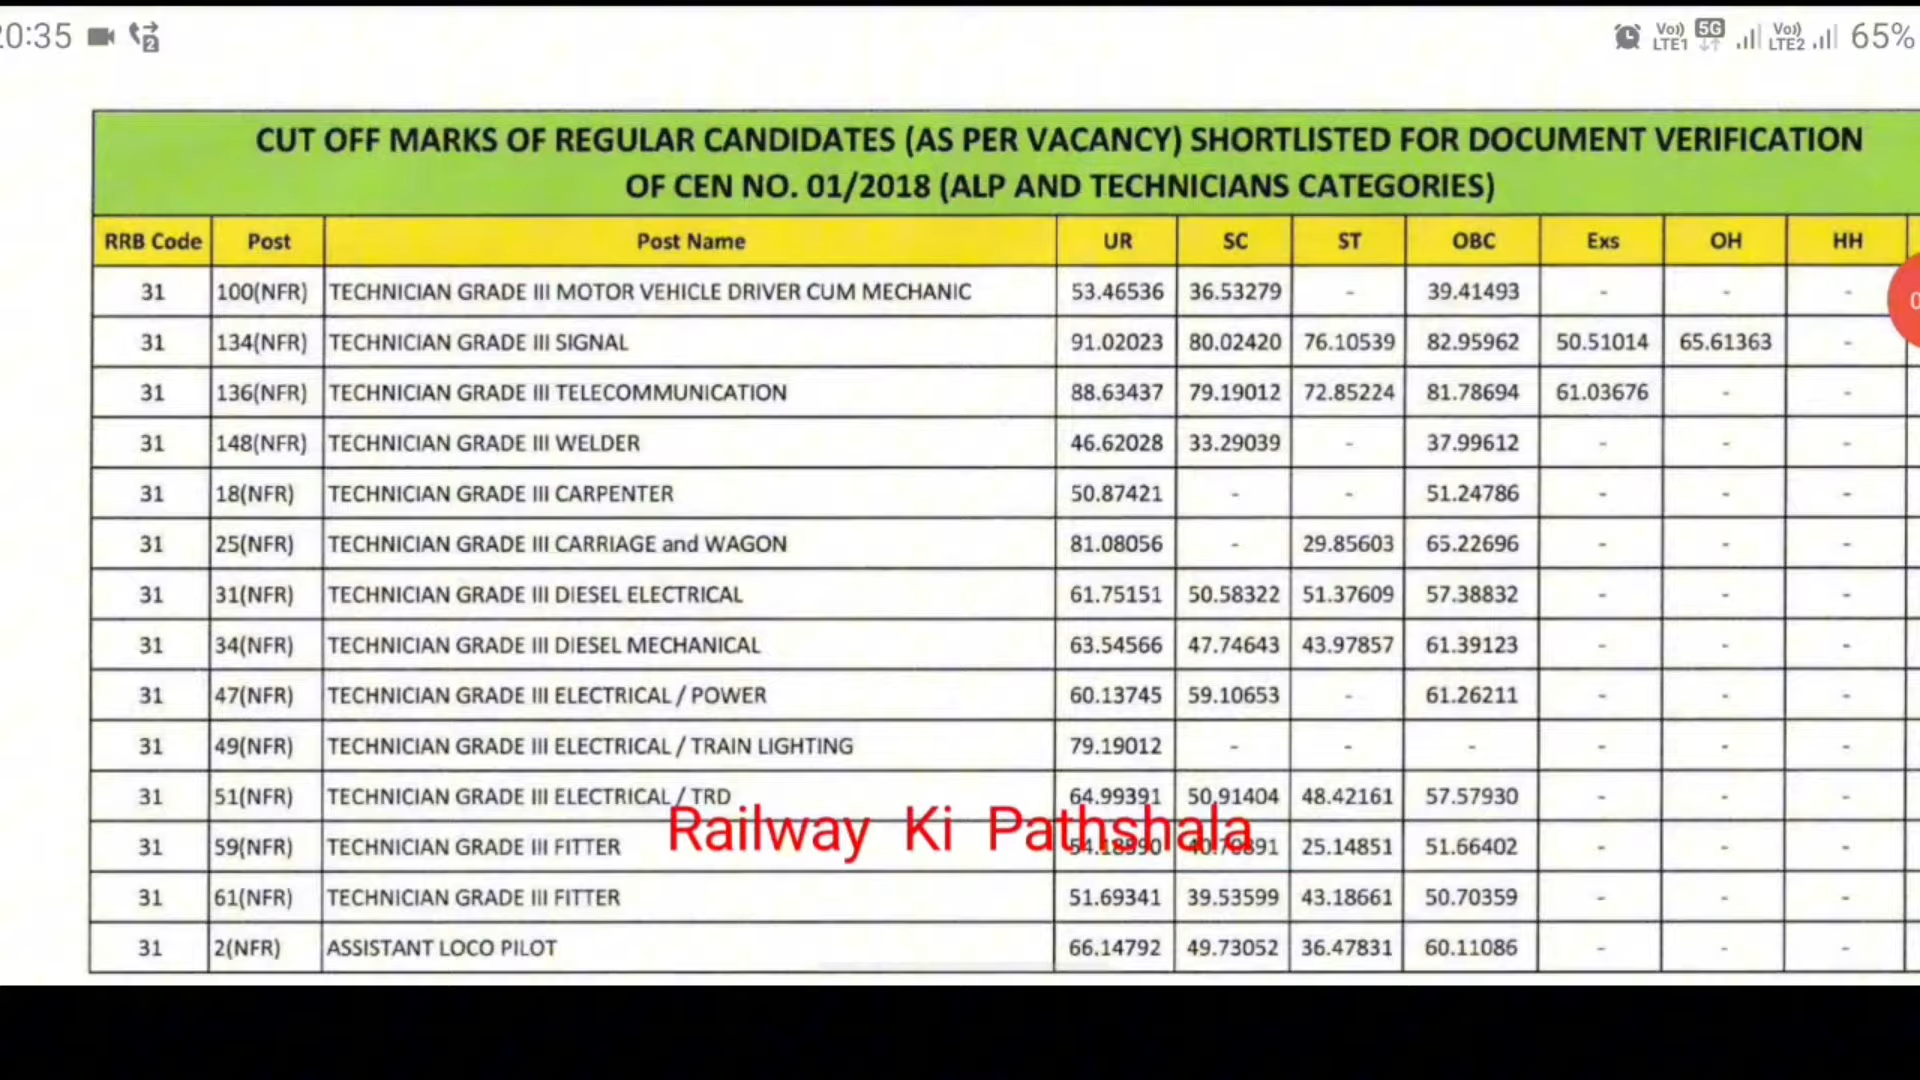 20:35 2 Vo)) LTE1 5G Vo)) LTE2 65%
CUT OFF MARKS OF REGULAR CANDIDATES (AS PER VACANCY) SHORTLISTED FOR DOCUMENT VERIFICATION
OF CEN NO. 01/2018 (ALP AND TECHNICIANS CATEGORIES)
RRB Code Post Post Name UR SC ST OBC Exs OH HH
31 100(NFR) TECHNICIAN GRADE III MOTOR VEHICLE DRIVER CUM MECHANIC 53.46536 36.53279 - 39.41493 - - -
31 134(NFR) TECHNICIAN GRADE III SIGNAL 91.02023 80.02420 76.10539 82.95962 50.51014 65.61363 -
31 136(NFR) TECHNICIAN GRADE III TELECOMMUNICATION 88.63437 79.19012 72.85224 81.78694 61.03676 - -
31 148(NFR) TECHNICIAN GRADE III WELDER 46.62028 33.29039 - 37.99612 - - -
31 18(NFR) TECHNICIAN GRADE III CARPENTER 50.87421 - - 51.24786 - - -
31 25(NFR) TECHNICIAN GRADE III CARRIAGE and WAGON 81.08056 - 29.85603 65.22696 - - -
31 31(NFR) TECHNICIAN GRADE III DIESEL ELECTRICAL 61.75151 50.58322 51.37609 57.38832 - - -
31 34(NFR) TECHNICIAN GRADE III DIESEL MECHANICAL 63.54566 47.74643 43.97857 61.39123 - - -
31 47(NFR) TECHNICIAN GRADE III ELECTRICAL / POWER 60.13745 59.10653 - 61.26211 - - -
31 49(NFR) TECHNICIAN GRADE III ELECTRICAL / TRAIN LIGHTING 79.19012 - - - - - -
31 51(NFR) TECHNICIAN GRADE III ELECTRICAL / TRD 64.99391 50.91404 48.42161 57.57930 - - -
Railway Ki Pathshala
31 59(NFR) TECHNICIAN GRADE III FITTER 25.14851 51.66402 - - -
31 61(NFR) TECHNICIAN GRADE III FITTER 51.69341 39.53599 43.18661 50.70359 - - -
31 2(NFR) ASSISTANT LOCO PILOT 66.14792 49.73052 36.47831 60.11086 - - -